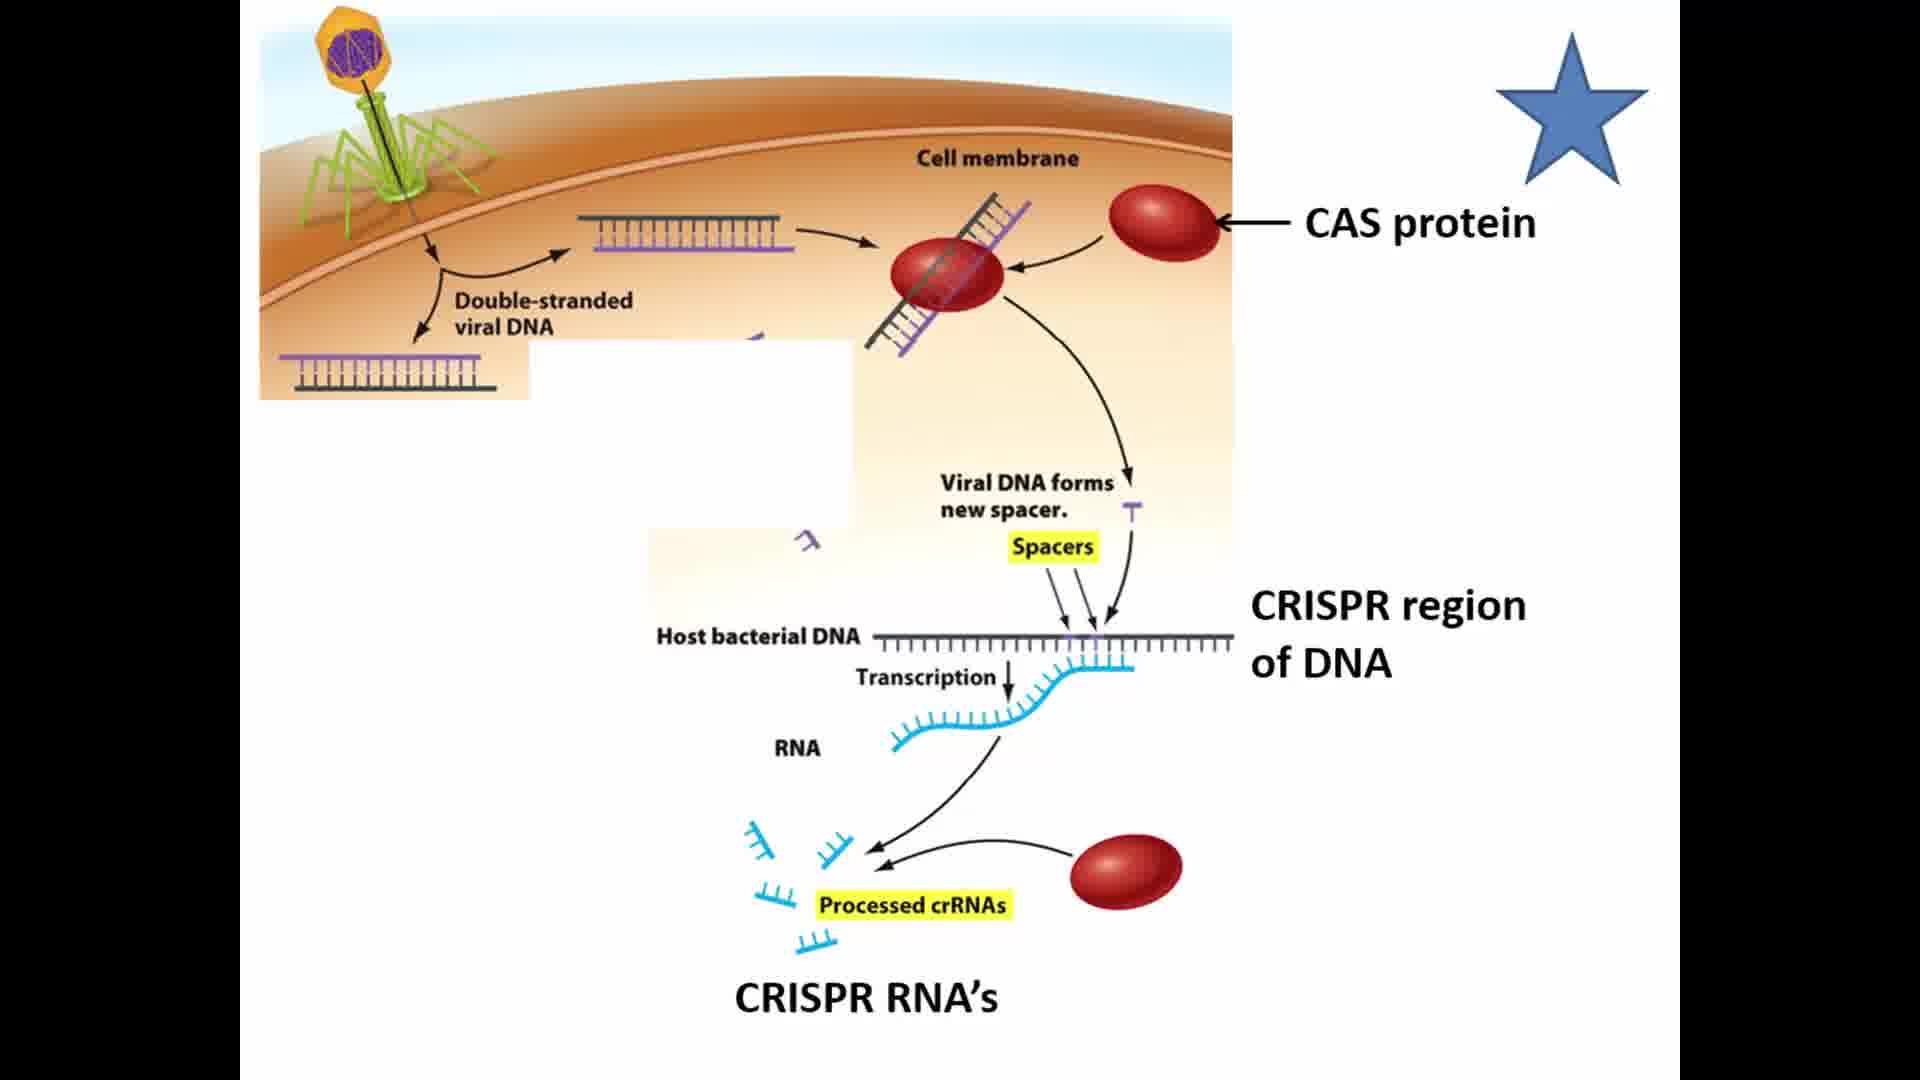 Cell membrane
CAS protein
Double-stranded
viral DNA
Viral DNA forms
new spacer.
Spacers
CRISPR region
of DNA
Host bacterial DNA
Transcription
RNA
Processed crRNAs
CRISPR RNA’s